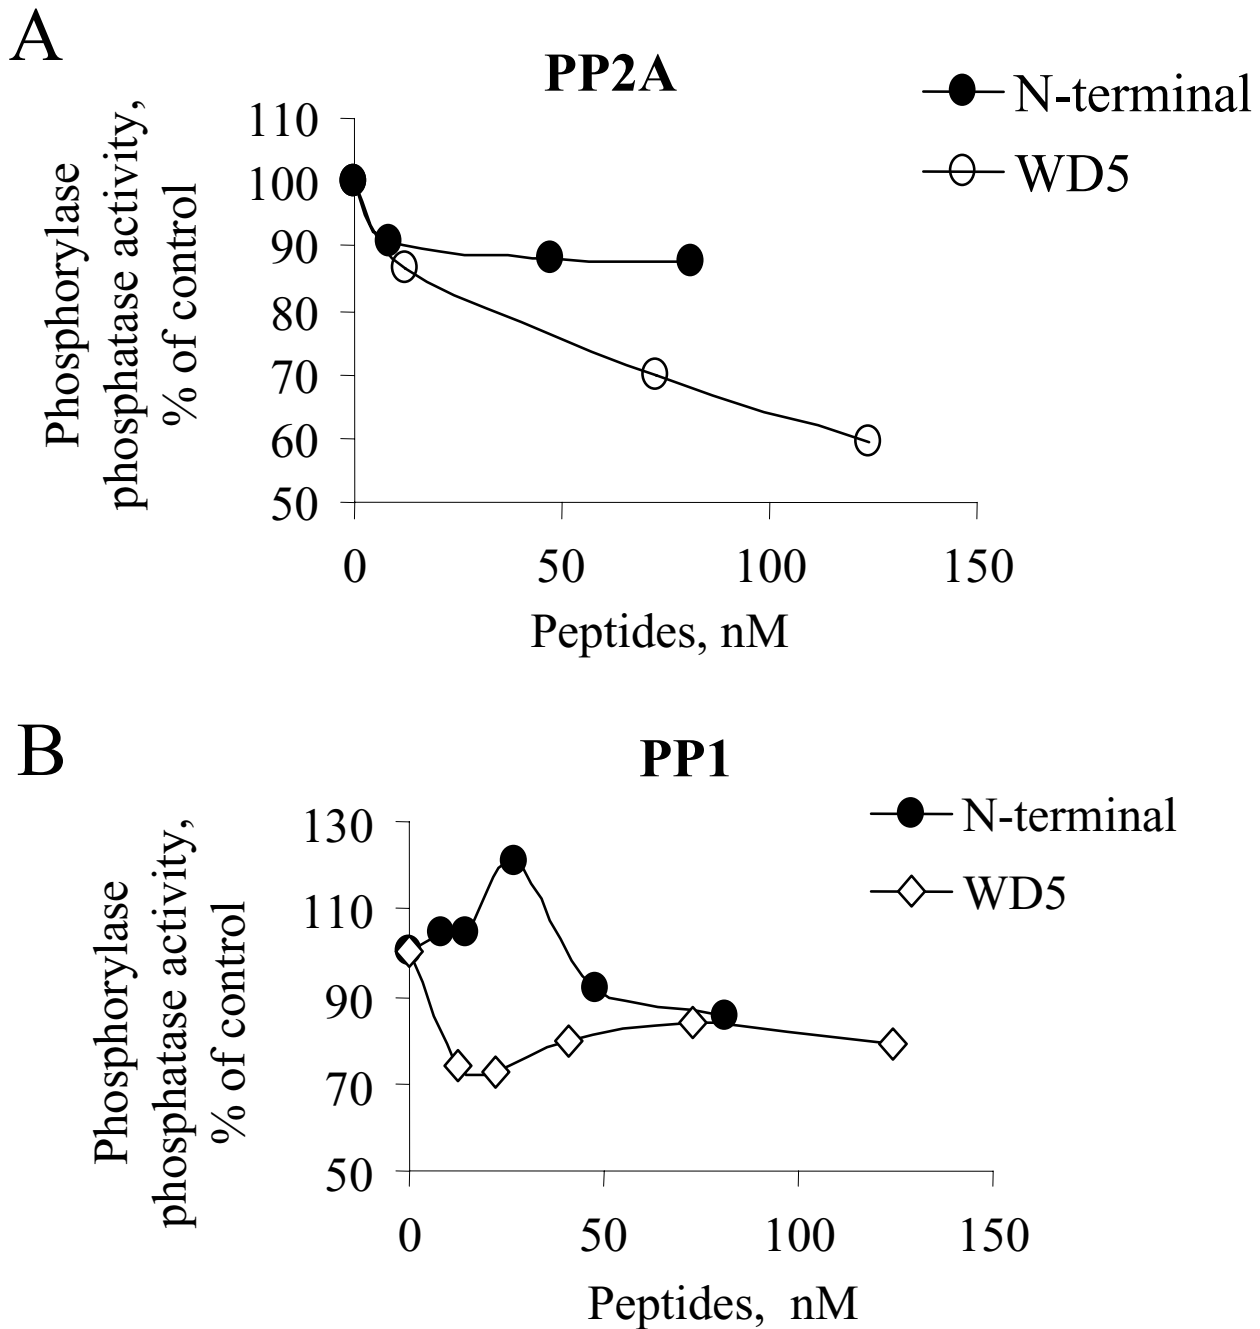 A
PP2A
N-terminal
WD5
Phosphorylase
phosphatase activity,
% of control
110
100
90
80
70
60
50
0 50 100 150
Peptides, nM
B
PP1
N-terminal
WD5
Phosphorylase
phosphatase activity,
% of control
130
110
90
70
50
0 50 100 150
Peptides, nM